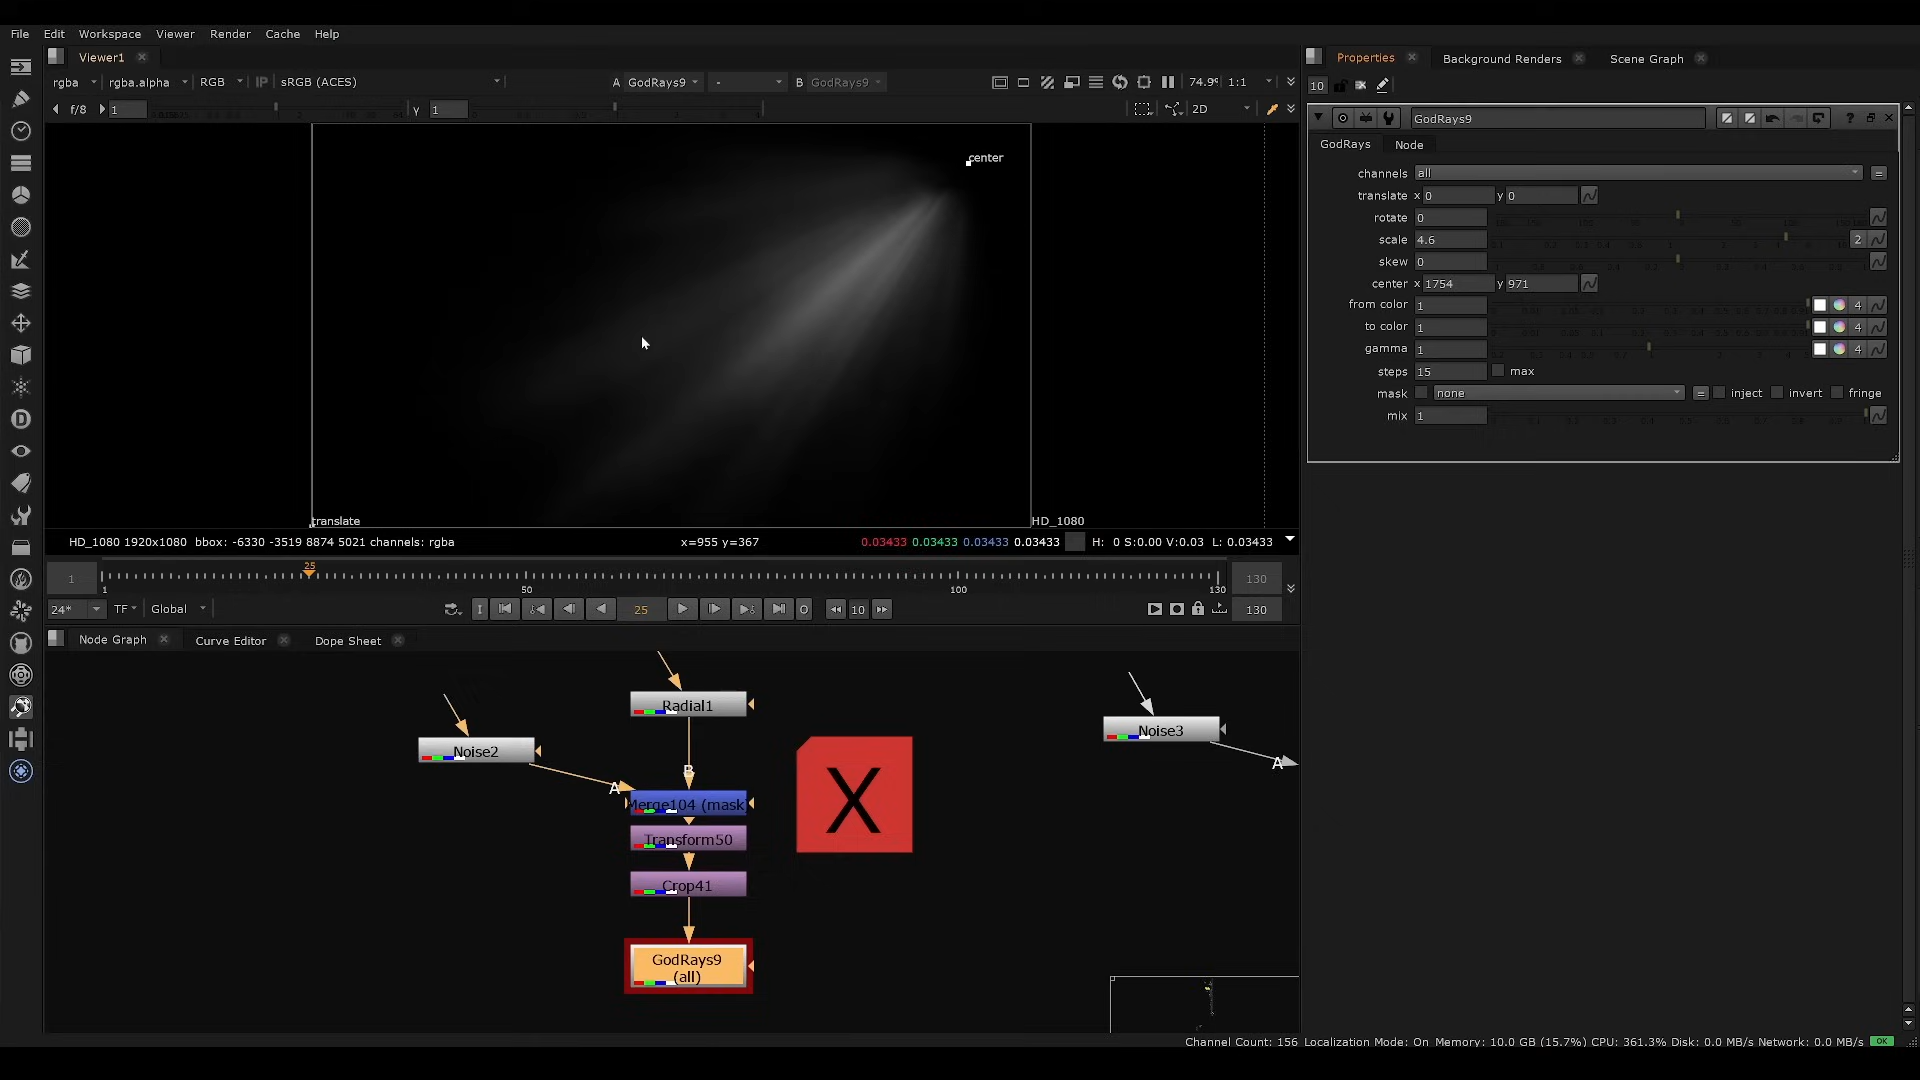 File Edit Workspace Viewer Render Cache Help
Viewer1
rgba rgba.alpha RGB IP sRGB (ACES) A GodRays9 - B GodRays9 74.9% 1:1
f/8 1 γ 1 2D
center
translate HD_1080
HD_1080 1920x1080 bbox: -6330 -3519 8874 5021 channels: rgba x=955 y=367 0.03433 0.03433 0.03433 0.03433 H: 0 S:0.00 V:0.03 L: 0.03433
1 25 130
1 50 100 130
24* TF Global 25 10 130
Node Graph Curve Editor Dope Sheet
Radial1
Noise2
Noise3
A
B
A
Merge104 (mask
Transform50
Crop41
GodRays9
(all)
X
Properties Background Renders Scene Graph
10
GodRays9
GodRays Node
channels all
translate x 0 y 0
rotate 0
scale 4.6 2
skew 0
center x 1754 y 971
from color 1 4
to color 1 4
gamma 1 4
steps 15 max
mask none inject invert fringe
mix 1
Channel Count: 156 Localization Mode: On Memory: 10.0 GB (15.7%) CPU: 361.3% Disk: 0.0 MB/s Network: 0.0 MB/s OK